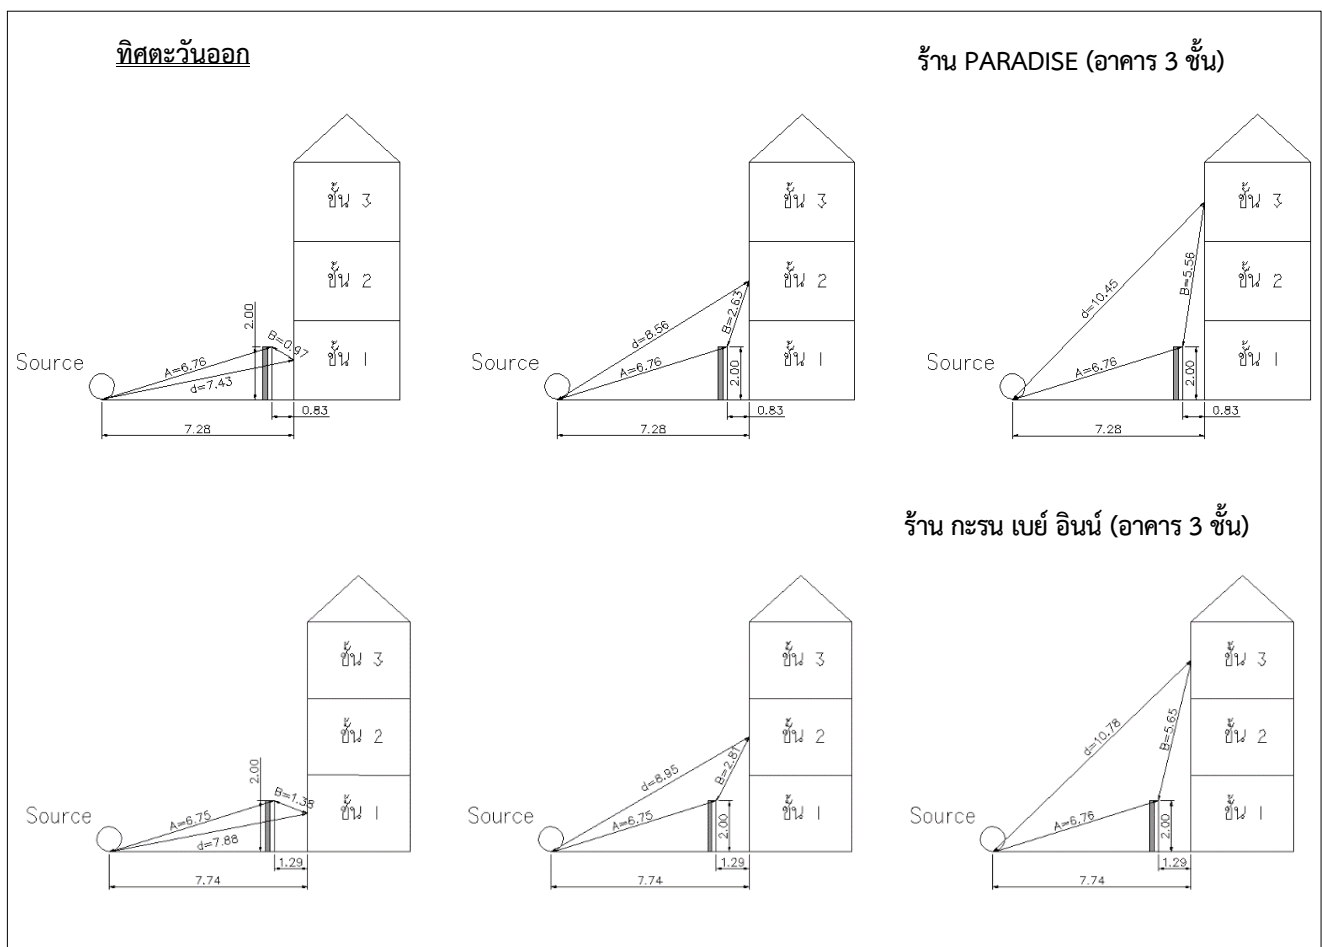 ทิศตะวันออก
ร้าน PARADISE (อาคาร 3 ชั้น)
ชั้น 3
ชั้น 2
ชั้น 1
Source
2.00
B=0.97
A=6.76
d=7.43
0.83
7.28
ชั้น 3
ชั้น 2
ชั้น 1
Source
d=8.56
B=2.63
A=6.76
2.00
0.83
7.28
ชั้น 3
ชั้น 2
ชั้น 1
Source
d=10.45
B=5.56
A=6.76
2.00
0.83
7.28
ร้าน กะรน เบย์ อินน์ (อาคาร 3 ชั้น)
ชั้น 3
ชั้น 2
ชั้น 1
Source
2.00
B=1.38
A=6.75
d=7.88
1.29
7.74
ชั้น 3
ชั้น 2
ชั้น 1
Source
d=8.95
B=2.81
A=6.75
2.00
1.29
7.74
ชั้น 3
ชั้น 2
ชั้น 1
Source
d=10.78
B=5.65
A=6.76
2.00
1.29
7.74